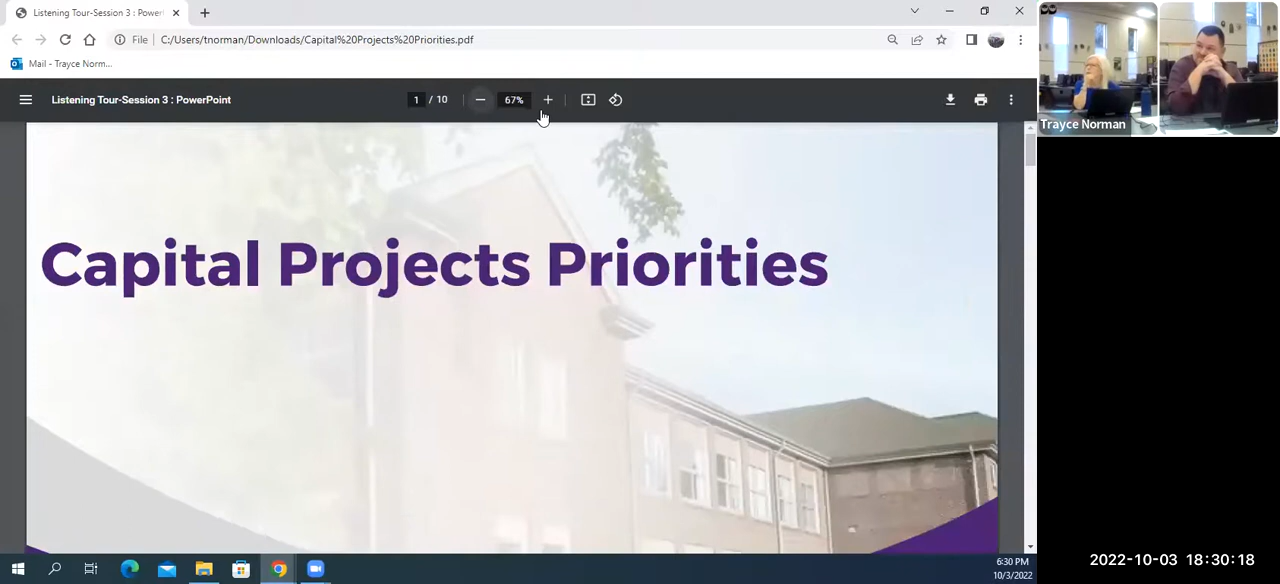 Listening Tour-Session 3 : PowerPo
File
C:/Users/tnorman/Downloads/Capital%20Projects%20Priorities.pdf
Mail - Trayce Norm...
Listening Tour-Session 3 : PowerPoint
1 / 10
67%
Trayce Norman
Capital Projects Priorities
6:30 PM
10/3/2022
2022-10-03 18:30:18